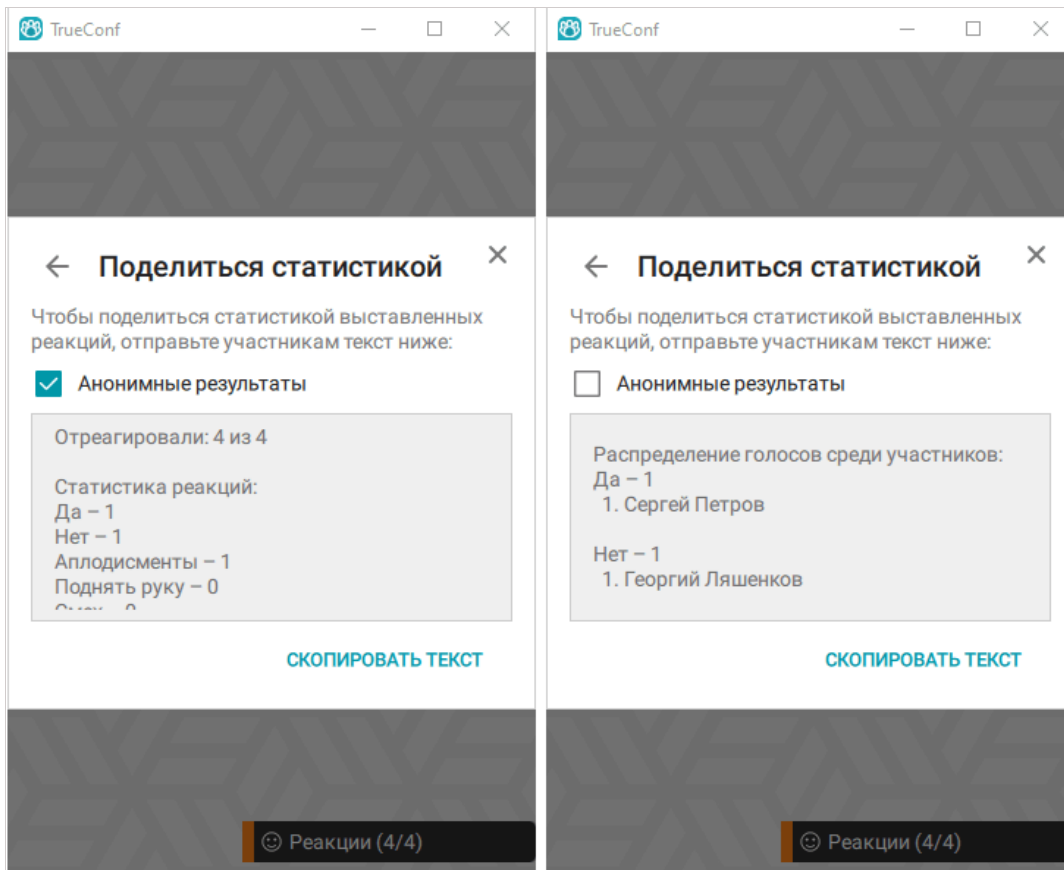 TrueConf
Поделиться статистикой
Чтобы поделиться статистикой выставленных
реакций, отправьте участникам текст ниже:
Анонимные результаты
Отреагировали: 4 из 4
Статистика реакций:
Да – 1
Нет – 1
Аплодисменты – 1
Поднять руку – 0
Смех – 0
СКОПИРОВАТЬ ТЕКСТ
Реакции (4/4)
TrueConf
Поделиться статистикой
Чтобы поделиться статистикой выставленных
реакций, отправьте участникам текст ниже:
Анонимные результаты
Распределение голосов среди участников:
Да – 1
1. Сергей Петров
Нет – 1
1. Георгий Ляшенков
СКОПИРОВАТЬ ТЕКСТ
Реакции (4/4)